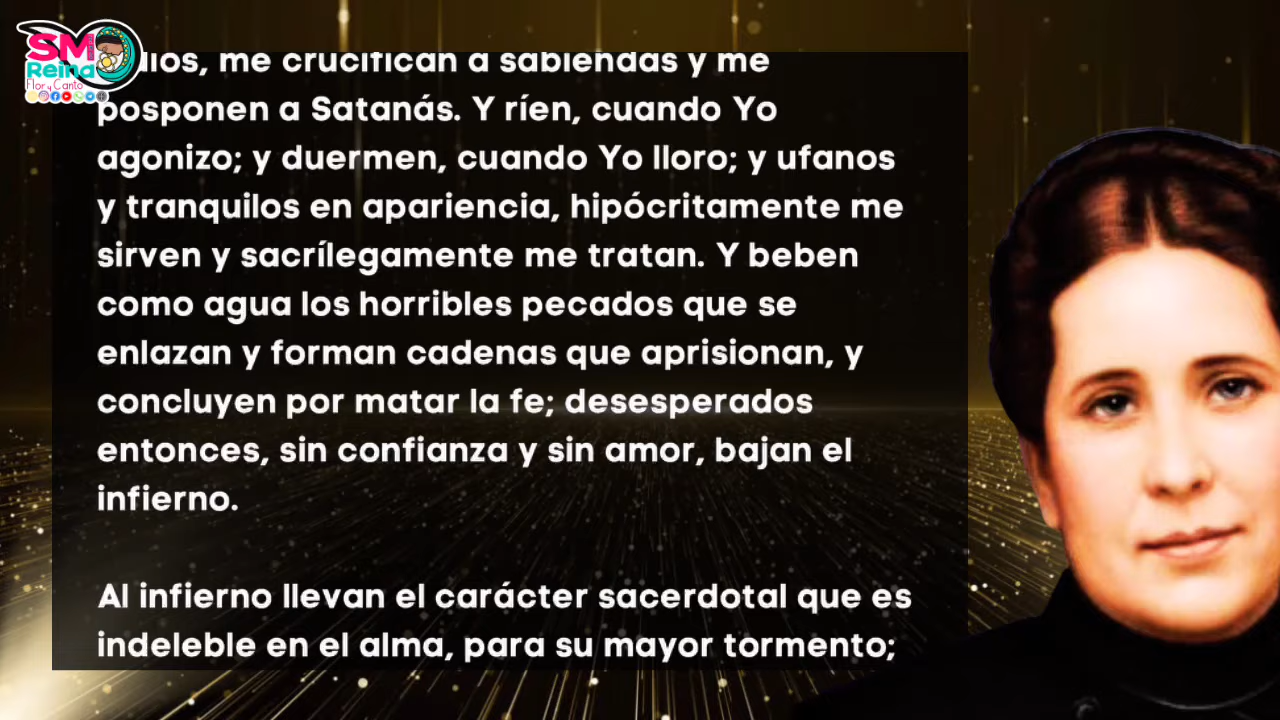 SM
Reina
Flor y Canto
me crucifican a sabiendas y me
posponen a Satanás. Y ríen, cuando Yo
agonizo; y duermen, cuando Yo lloro; y ufanos
y tranquilos en apariencia, hipócritamente me
sirven y sacrílegamente me tratan. Y beben
como agua los horribles pecados que se
enlazan y forman cadenas que aprisionan, y
concluyen por matar la fe; desesperados
entonces, sin confianza y sin amor, bajan el
infierno.
Al infierno llevan el carácter sacerdotal que es
indeleble en el alma, para su mayor tormento;